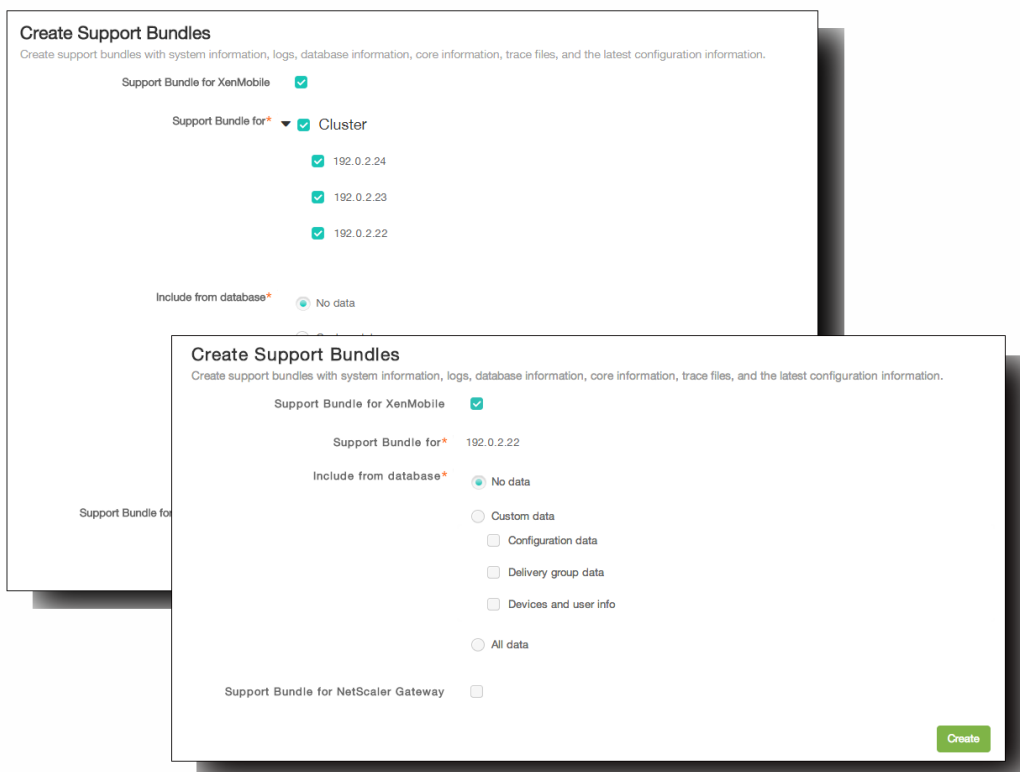 Create Support Bundles
Create support bundles with system information, logs, database information, core information, trace files, and the latest configuration information.
Support Bundle for XenMobile
Support Bundle for* Cluster
192.0.2.24
192.0.2.23
192.0.2.22
Include from database* No data
Support Bundle for
Create Support Bundles
Create support bundles with system information, logs, database information, core information, trace files, and the latest configuration information.
Support Bundle for XenMobile
Support Bundle for* 192.0.2.22
Include from database* No data
Custom data
Configuration data
Delivery group data
Devices and user info
All data
Support Bundle for NetScaler Gateway
Create